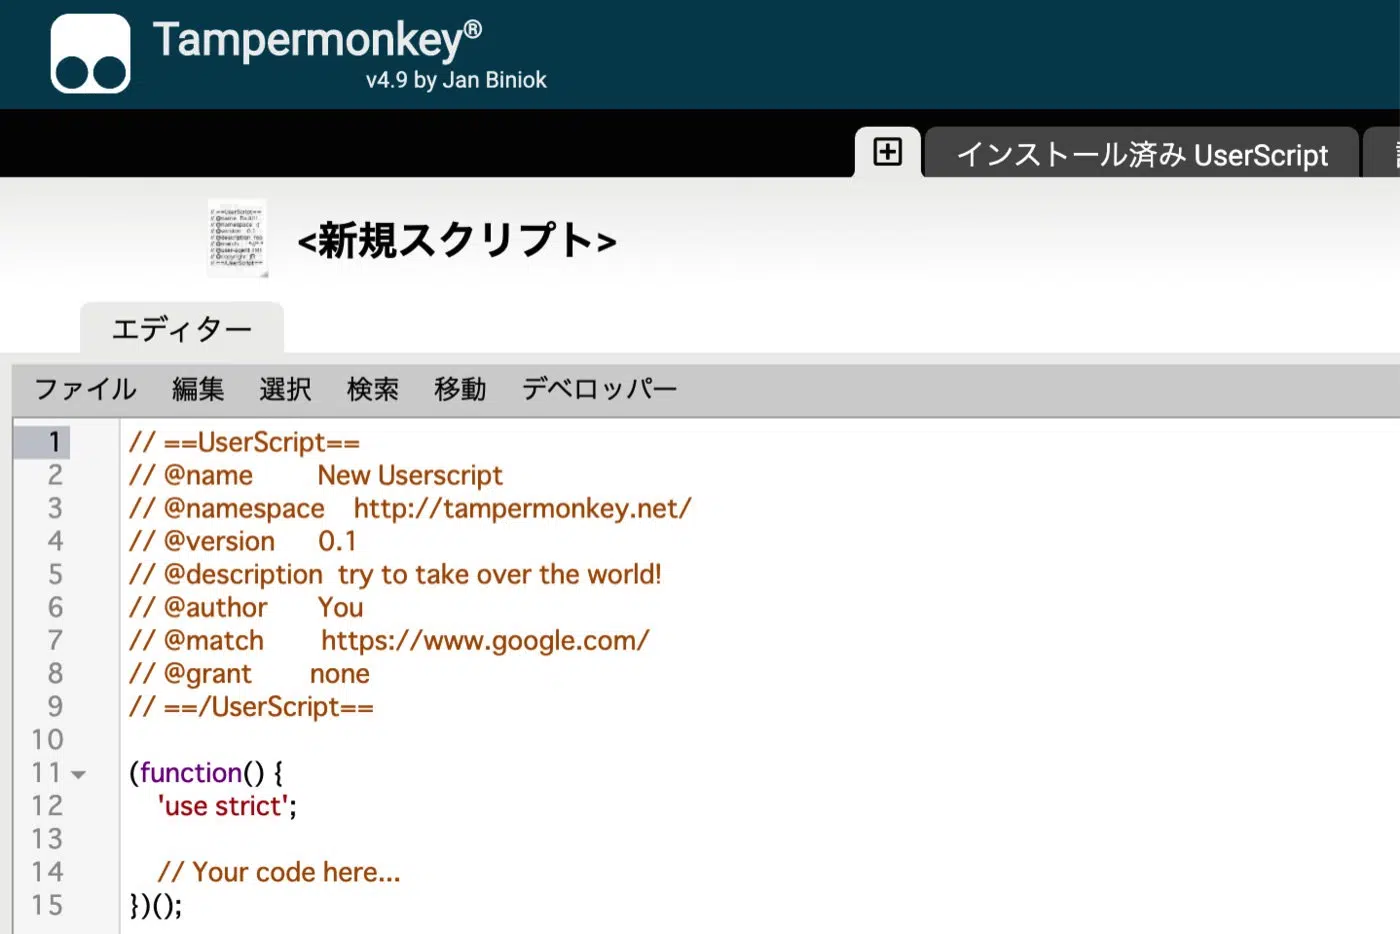 Tampermonkey®
v4.9 by Jan Biniok
インストール済み UserScript
<新規スクリプト>
エディター
ファイル 編集 選択 検索 移動 デベロッパー
1 // ==UserScript==
2 // @name New Userscript
3 // @namespace http://tampermonkey.net/
4 // @version 0.1
5 // @description try to take over the world!
6 // @author You
7 // @match https://www.google.com/
8 // @grant none
9 // ==/UserScript==
10
11 (function() {
12 'use strict';
13
14 // Your code here...
15 })();